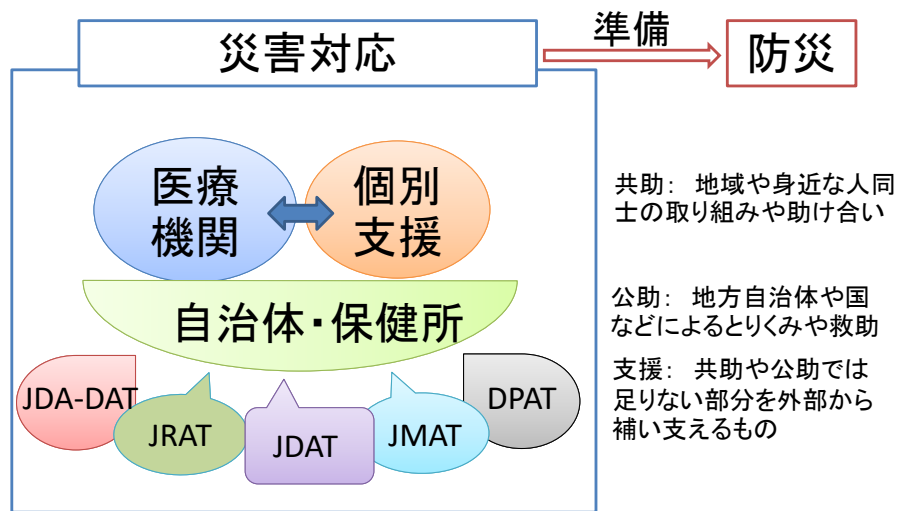 災害対応
準備
防災
医療
機関
個別
支援
共助： 地域や身近な人同
士の取り組みや助け合い
自治体・保健所
公助： 地方自治体や国
などによるとりくみや救助
支援： 共助や公助では
足りない部分を外部から
補い支えるもの
JDA-DAT
JRAT
JDAT
JMAT
DPAT